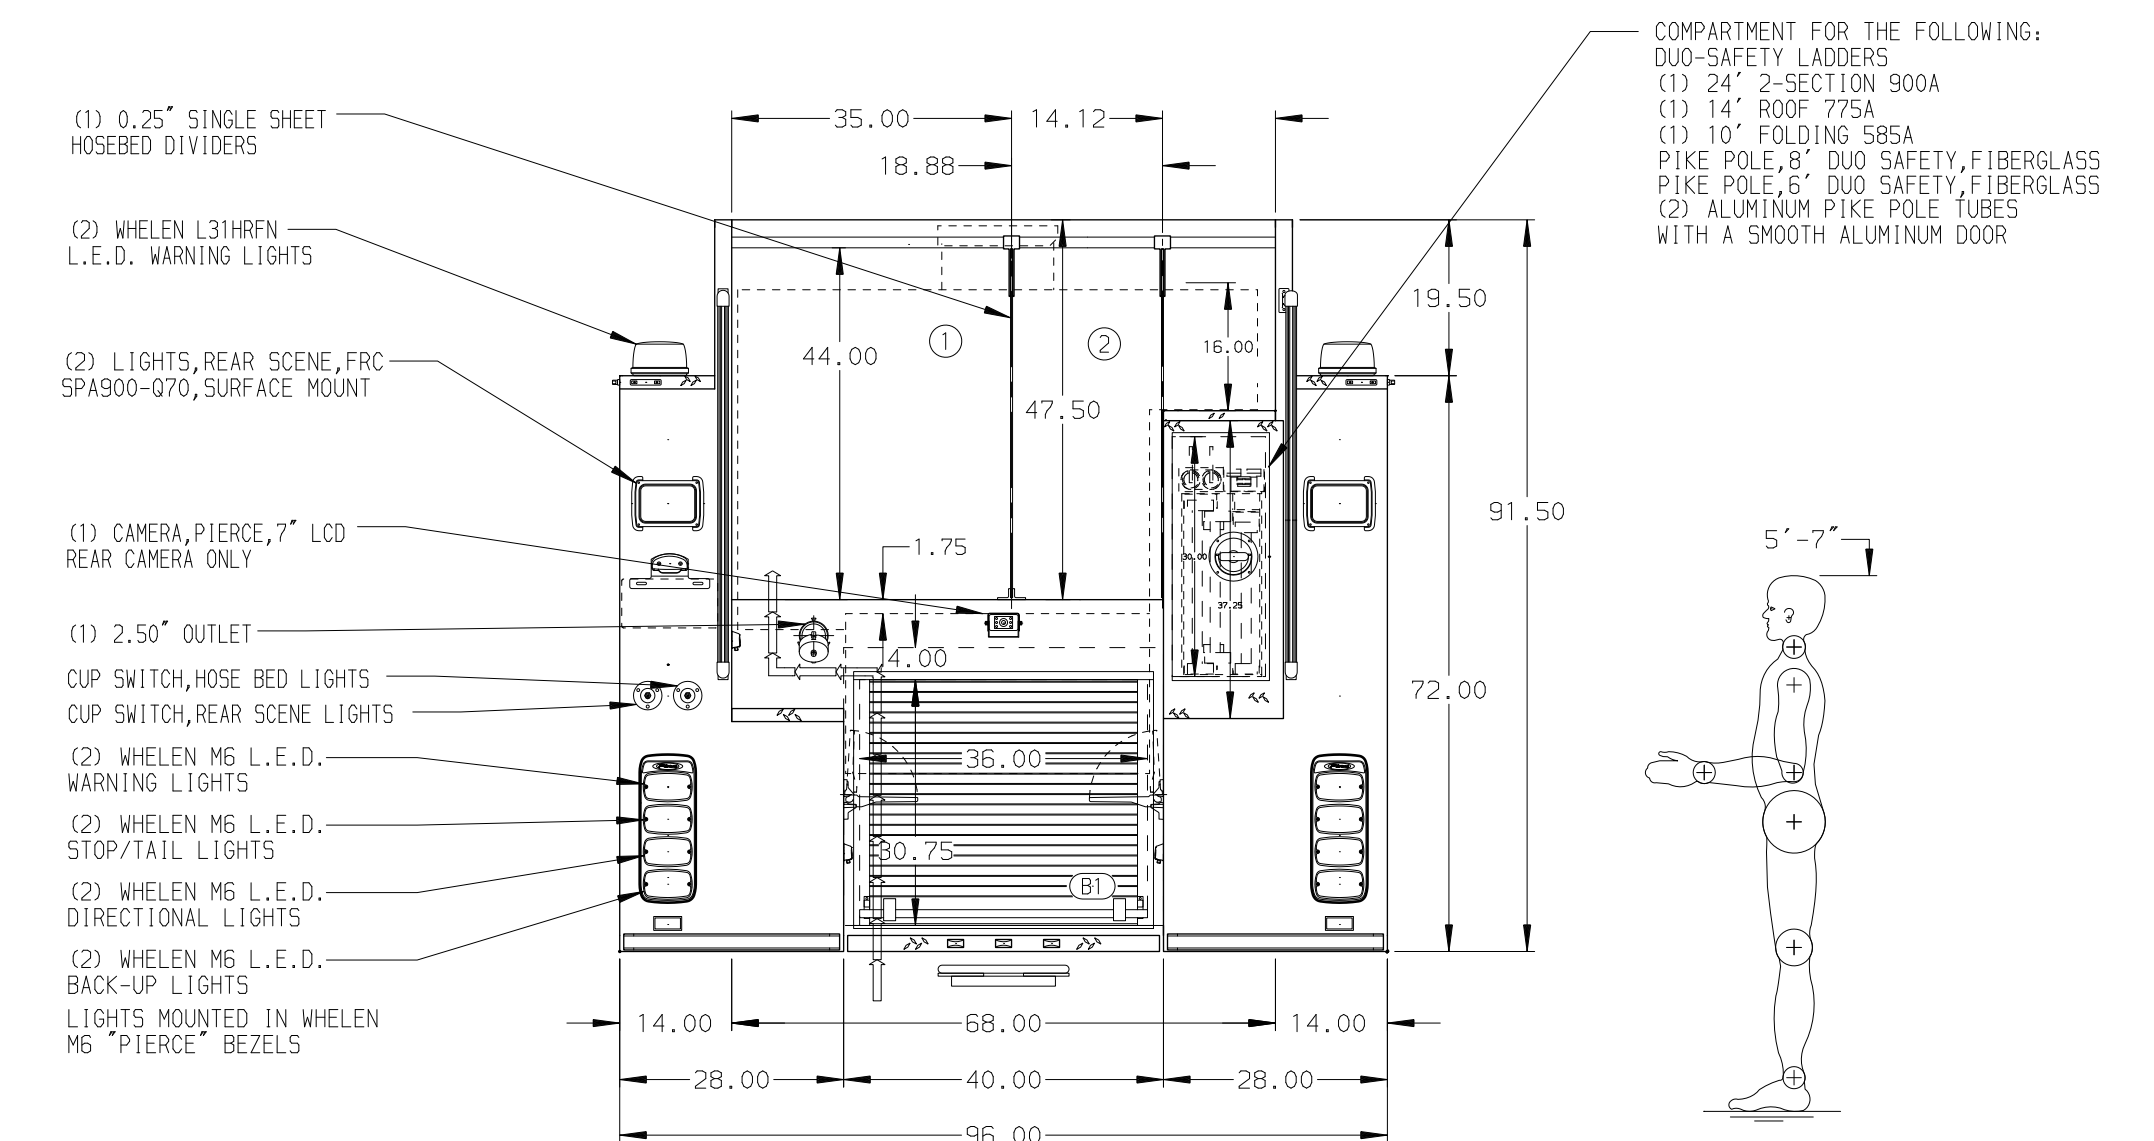 COMPARTMENT FOR THE FOLLOWING:
DUO-SAFETY LADDERS
(1) 24′ 2-SECTION 900A
(1) 14′ ROOF 775A
(1) 10′ FOLDING 585A
PIKE POLE,8′ DUO SAFETY,FIBERGLASS
PIKE POLE,6′ DUO SAFETY,FIBERGLASS
(2) ALUMINUM PIKE POLE TUBES
WITH A SMOOTH ALUMINUM DOOR
(1) 0.25″ SINGLE SHEET
HOSEBED DIVIDERS
(2) WHELEN L31HRFN
L.E.D. WARNING LIGHTS
(2) LIGHTS,REAR SCENE,FRC
SPA900-Q70,SURFACE MOUNT
(1) CAMERA,PIERCE,7″ LCD
REAR CAMERA ONLY
(1) 2.50″ OUTLET
CUP SWITCH,HOSE BED LIGHTS
CUP SWITCH,REAR SCENE LIGHTS
(2) WHELEN M6 L.E.D.
WARNING LIGHTS
(2) WHELEN M6 L.E.D.
STOP/TAIL LIGHTS
(2) WHELEN M6 L.E.D.
DIRECTIONAL LIGHTS
(2) WHELEN M6 L.E.D.
BACK-UP LIGHTS
LIGHTS MOUNTED IN WHELEN
M6 ″PIERCE″ BEZELS
35.00
14.12
18.88
19.50
1
2
16.00
44.00
47.50
91.50
5′-7″
1.75
30.00
37.25
4.00
72.00
36.00
30.75
B1
14.00
68.00
14.00
28.00
40.00
28.00
96.00